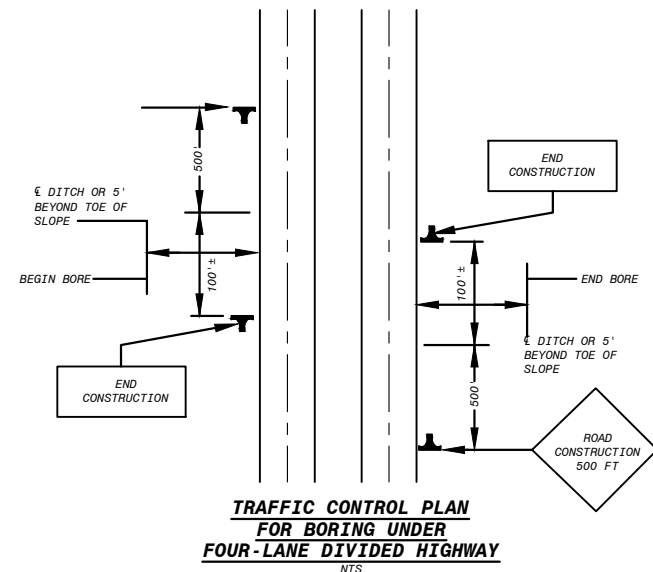 500'
END
CONSTRUCTION
℄ DITCH OR 5'
BEYOND TOE OF
SLOPE
100'±
BEGIN BORE
100'±
END BORE
℄ DITCH OR 5'
BEYOND TOE OF
SLOPE
END
CONSTRUCTION
500'
ROAD
CONSTRUCTION
500 FT
TRAFFIC CONTROL PLAN
FOR BORING UNDER
FOUR-LANE DIVIDED HIGHWAY
NTS